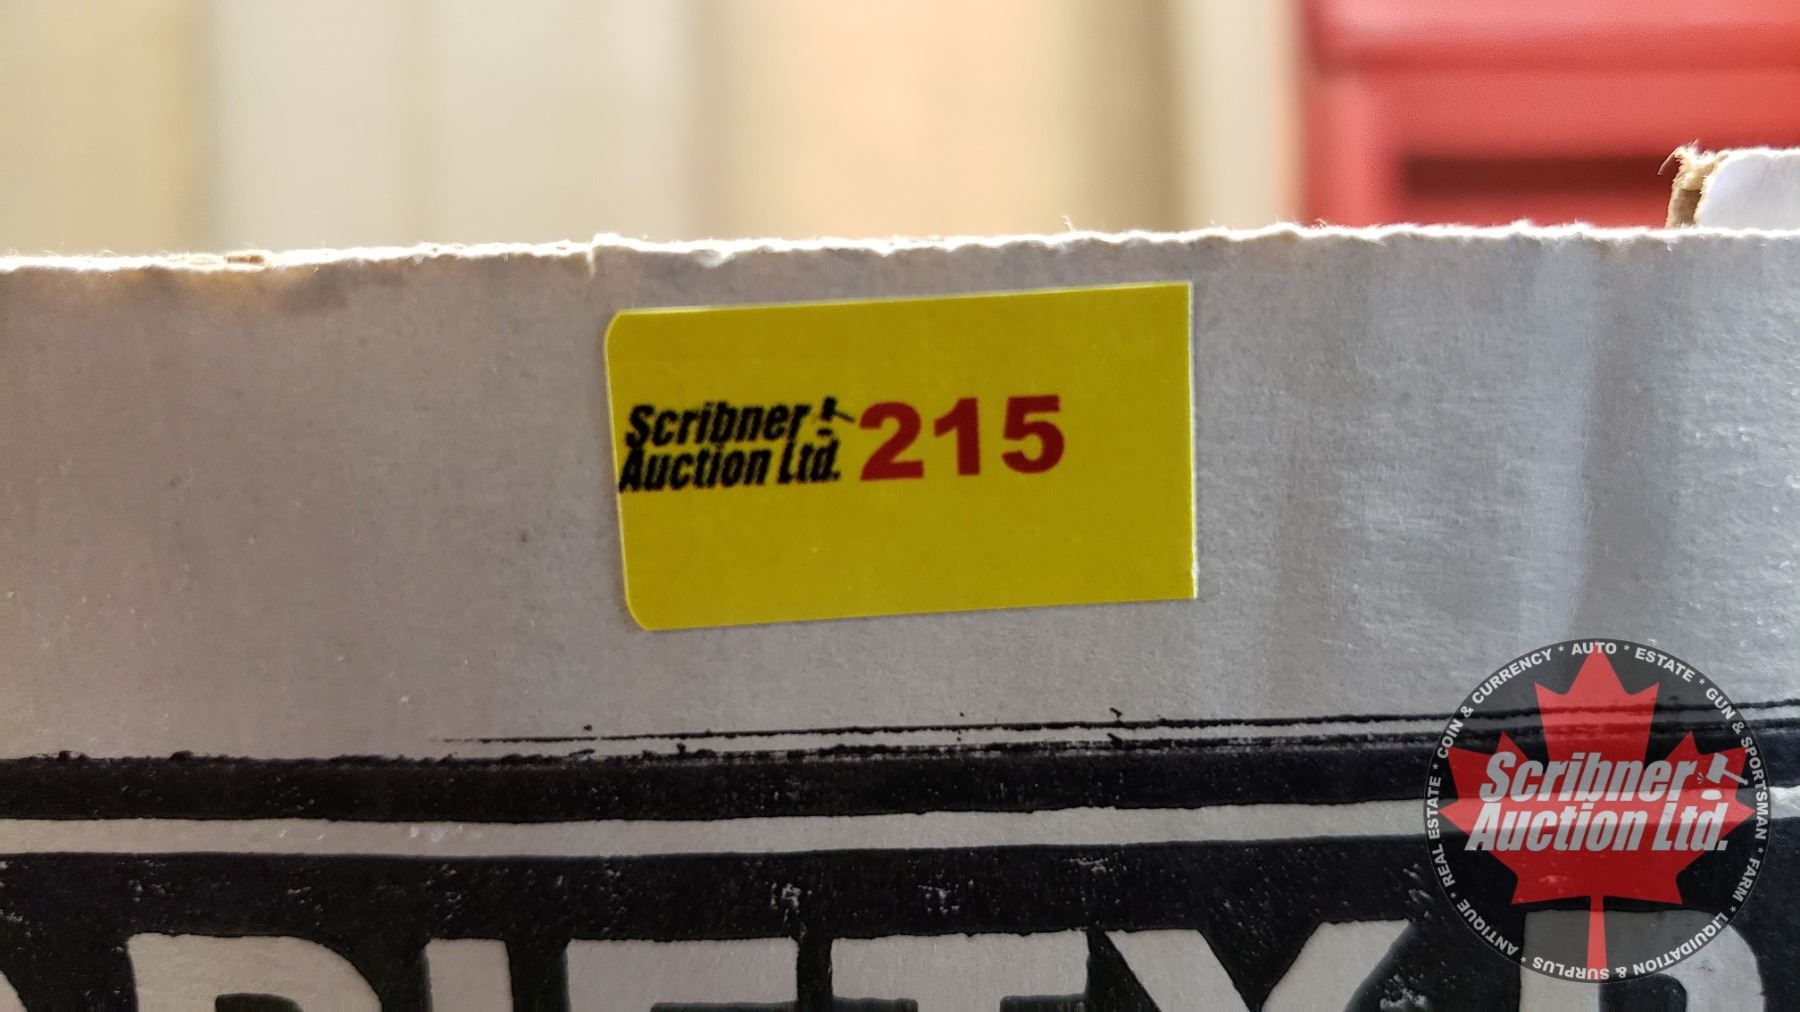 Scribner
Auction Ltd.
215
Scribner
Auction Ltd.
COIN & CURRENCY * AUTO * ESTATE * GUN & SPORTSMAN * FARM * LIQUIDATION & SURPLUS * ANTIQUE * REAL ESTATE *